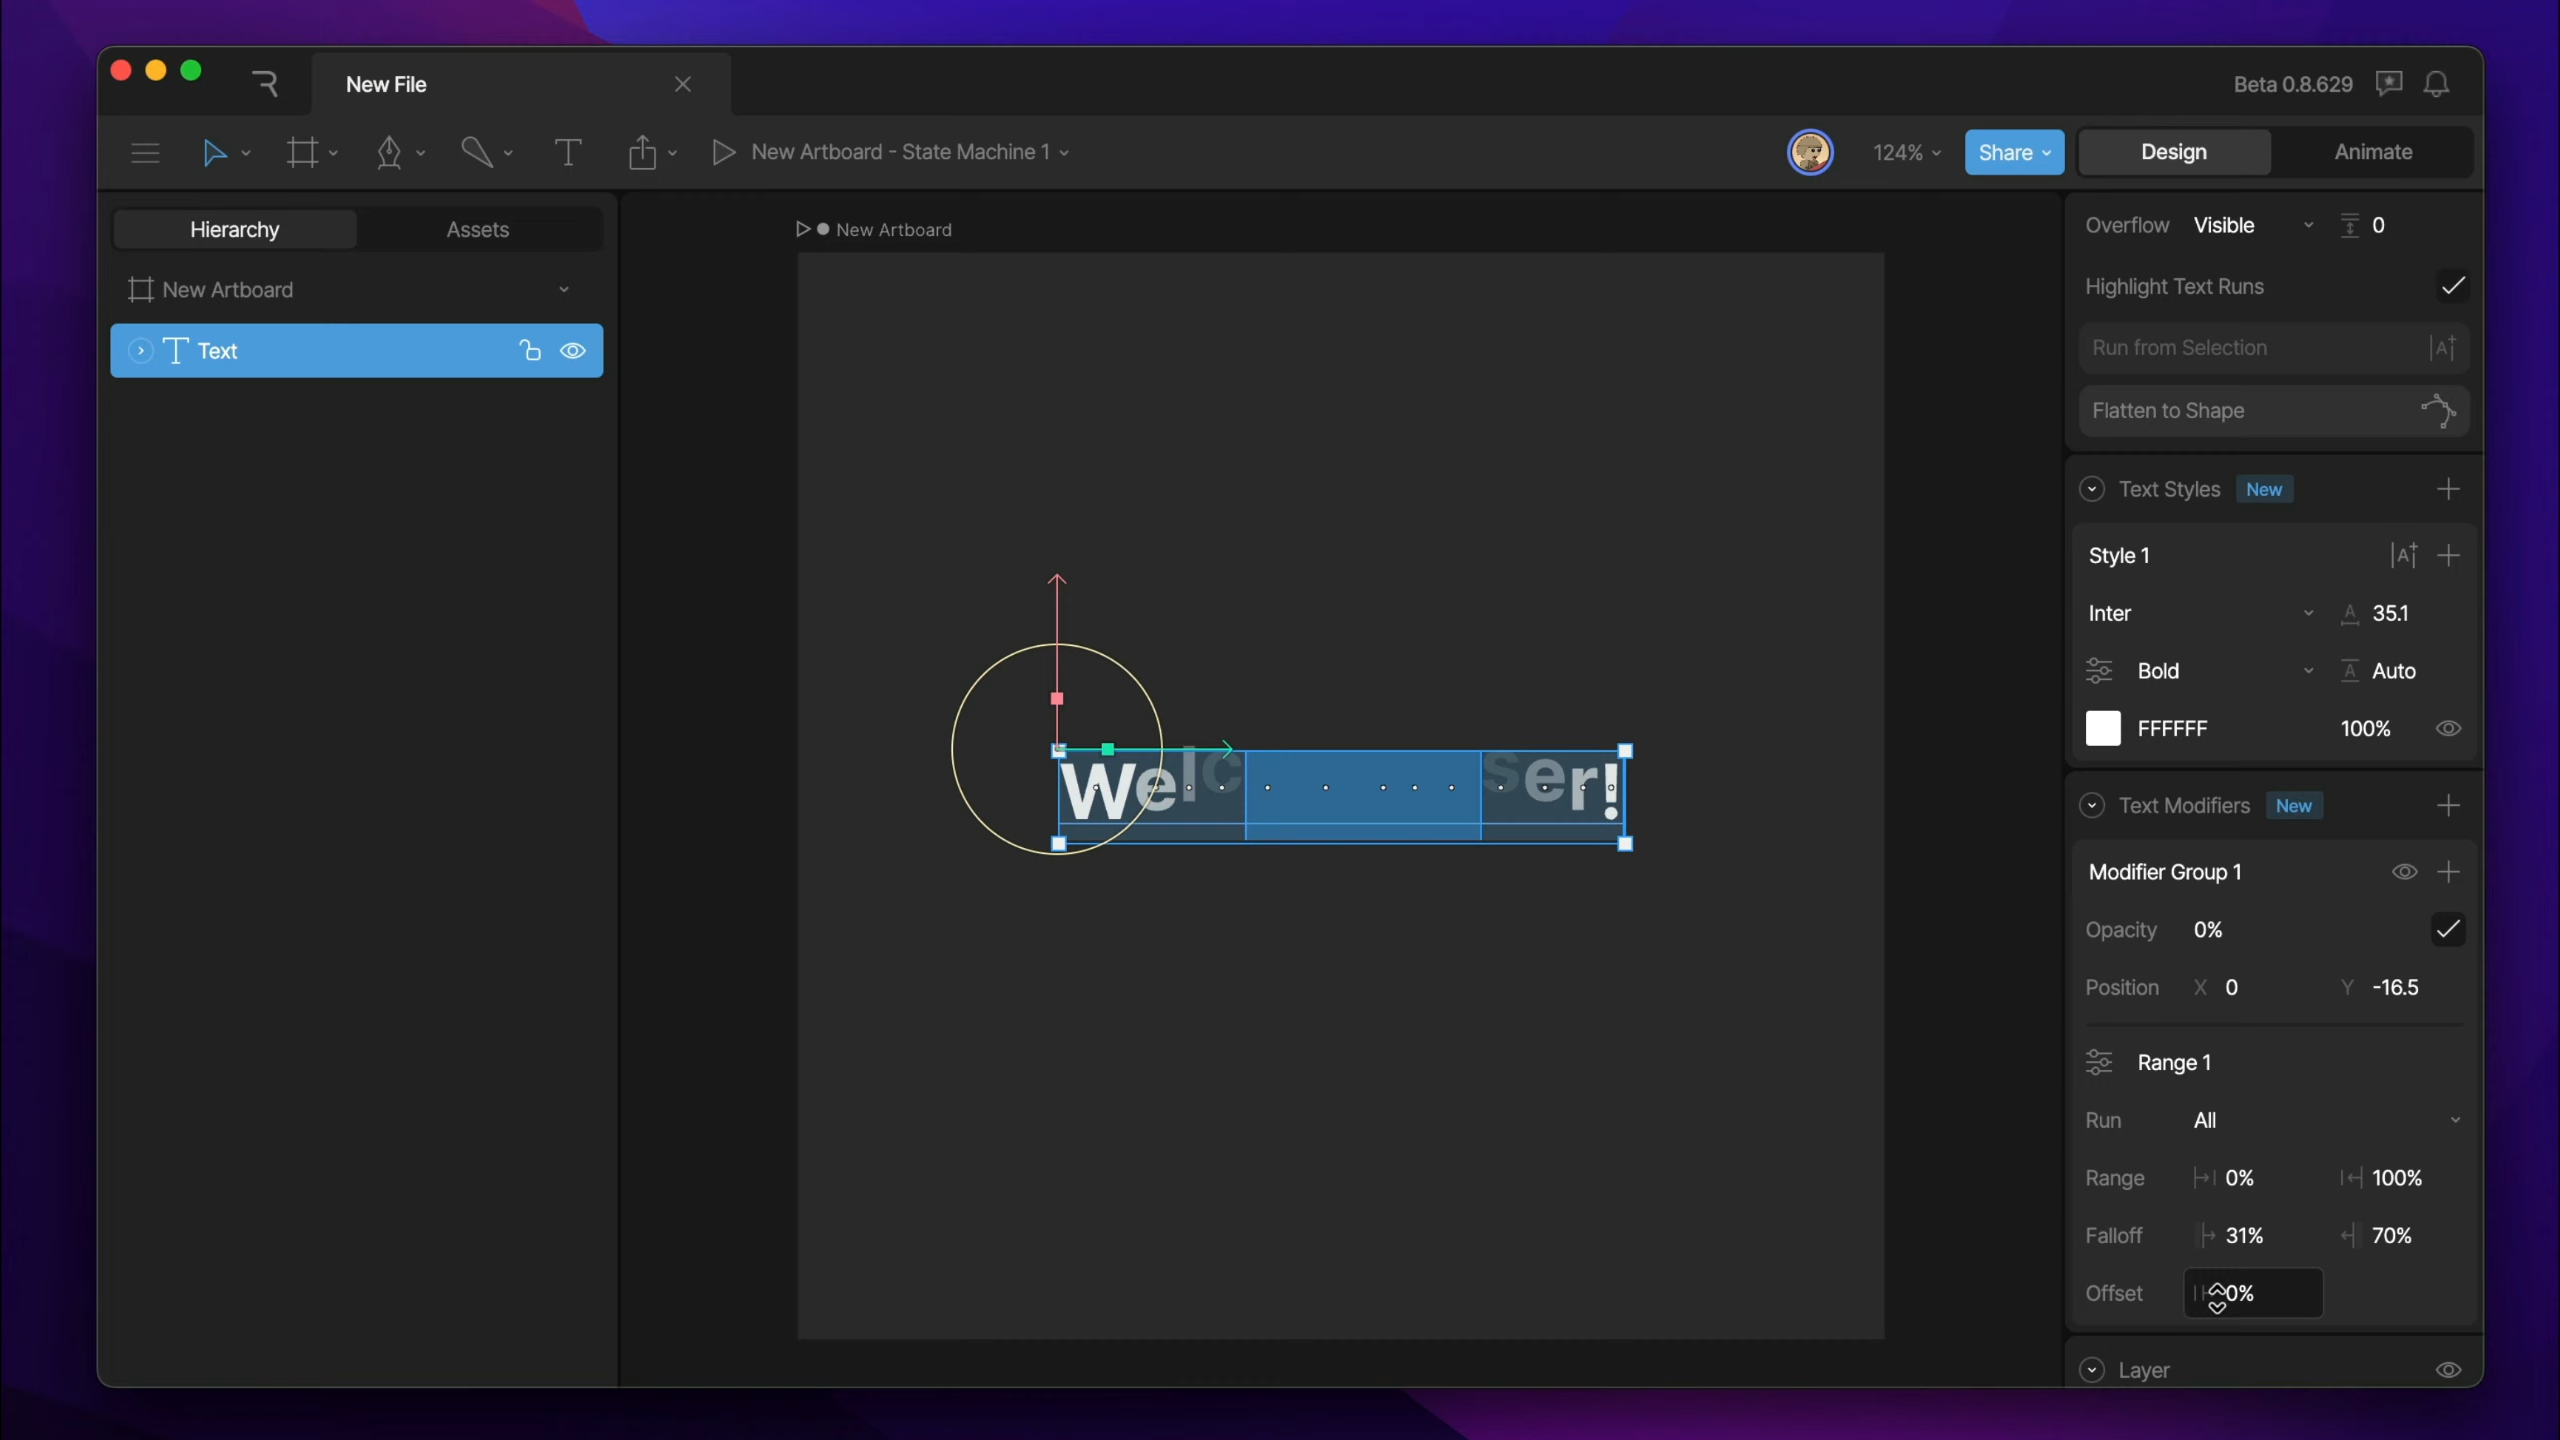 New File
Beta 0.8.629
New Artboard - State Machine 1
124%
Share
Design
Animate
Hierarchy
Assets
New Artboard
Text
New Artboard
Welc ser!
Overflow Visible 0
Highlight Text Runs
Run from Selection
Flatten to Shape
Text Styles New
Style 1
Inter 35.1
Bold Auto
FFFFFF 100%
Text Modifiers New
Modifier Group 1
Opacity 0%
Position X 0 Y -16.5
Range 1
Run All
Range 0% 100%
Falloff 31% 70%
Offset 0%
Layer